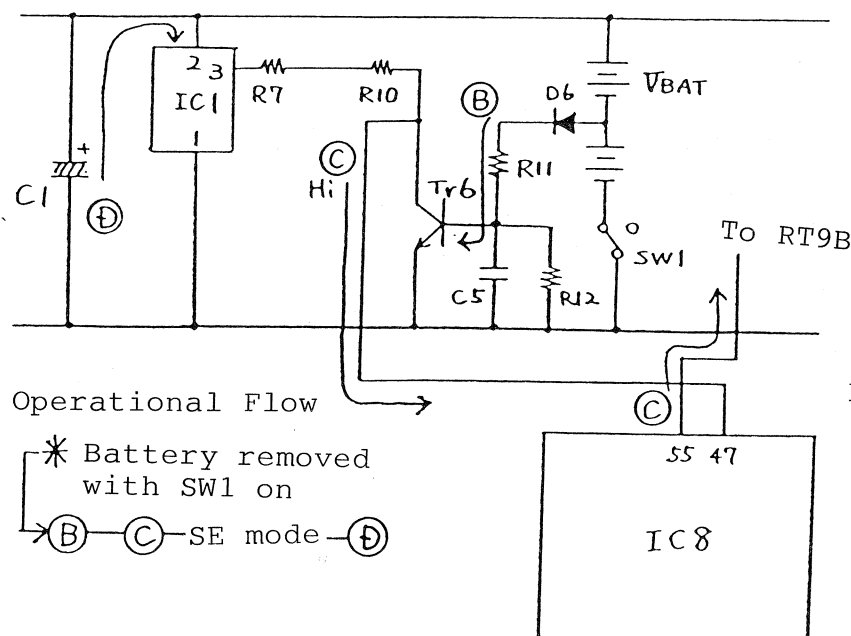 2 3
IC1
1
R7
R10
C1
+
D
C
Hi
B
D6
VBAT
R11
Tr6
C5
R12
O
SW1
To RT9B
C
Operational Flow
* Battery removed
with SW1 on
B — C — SE mode — D
55 47
IC8